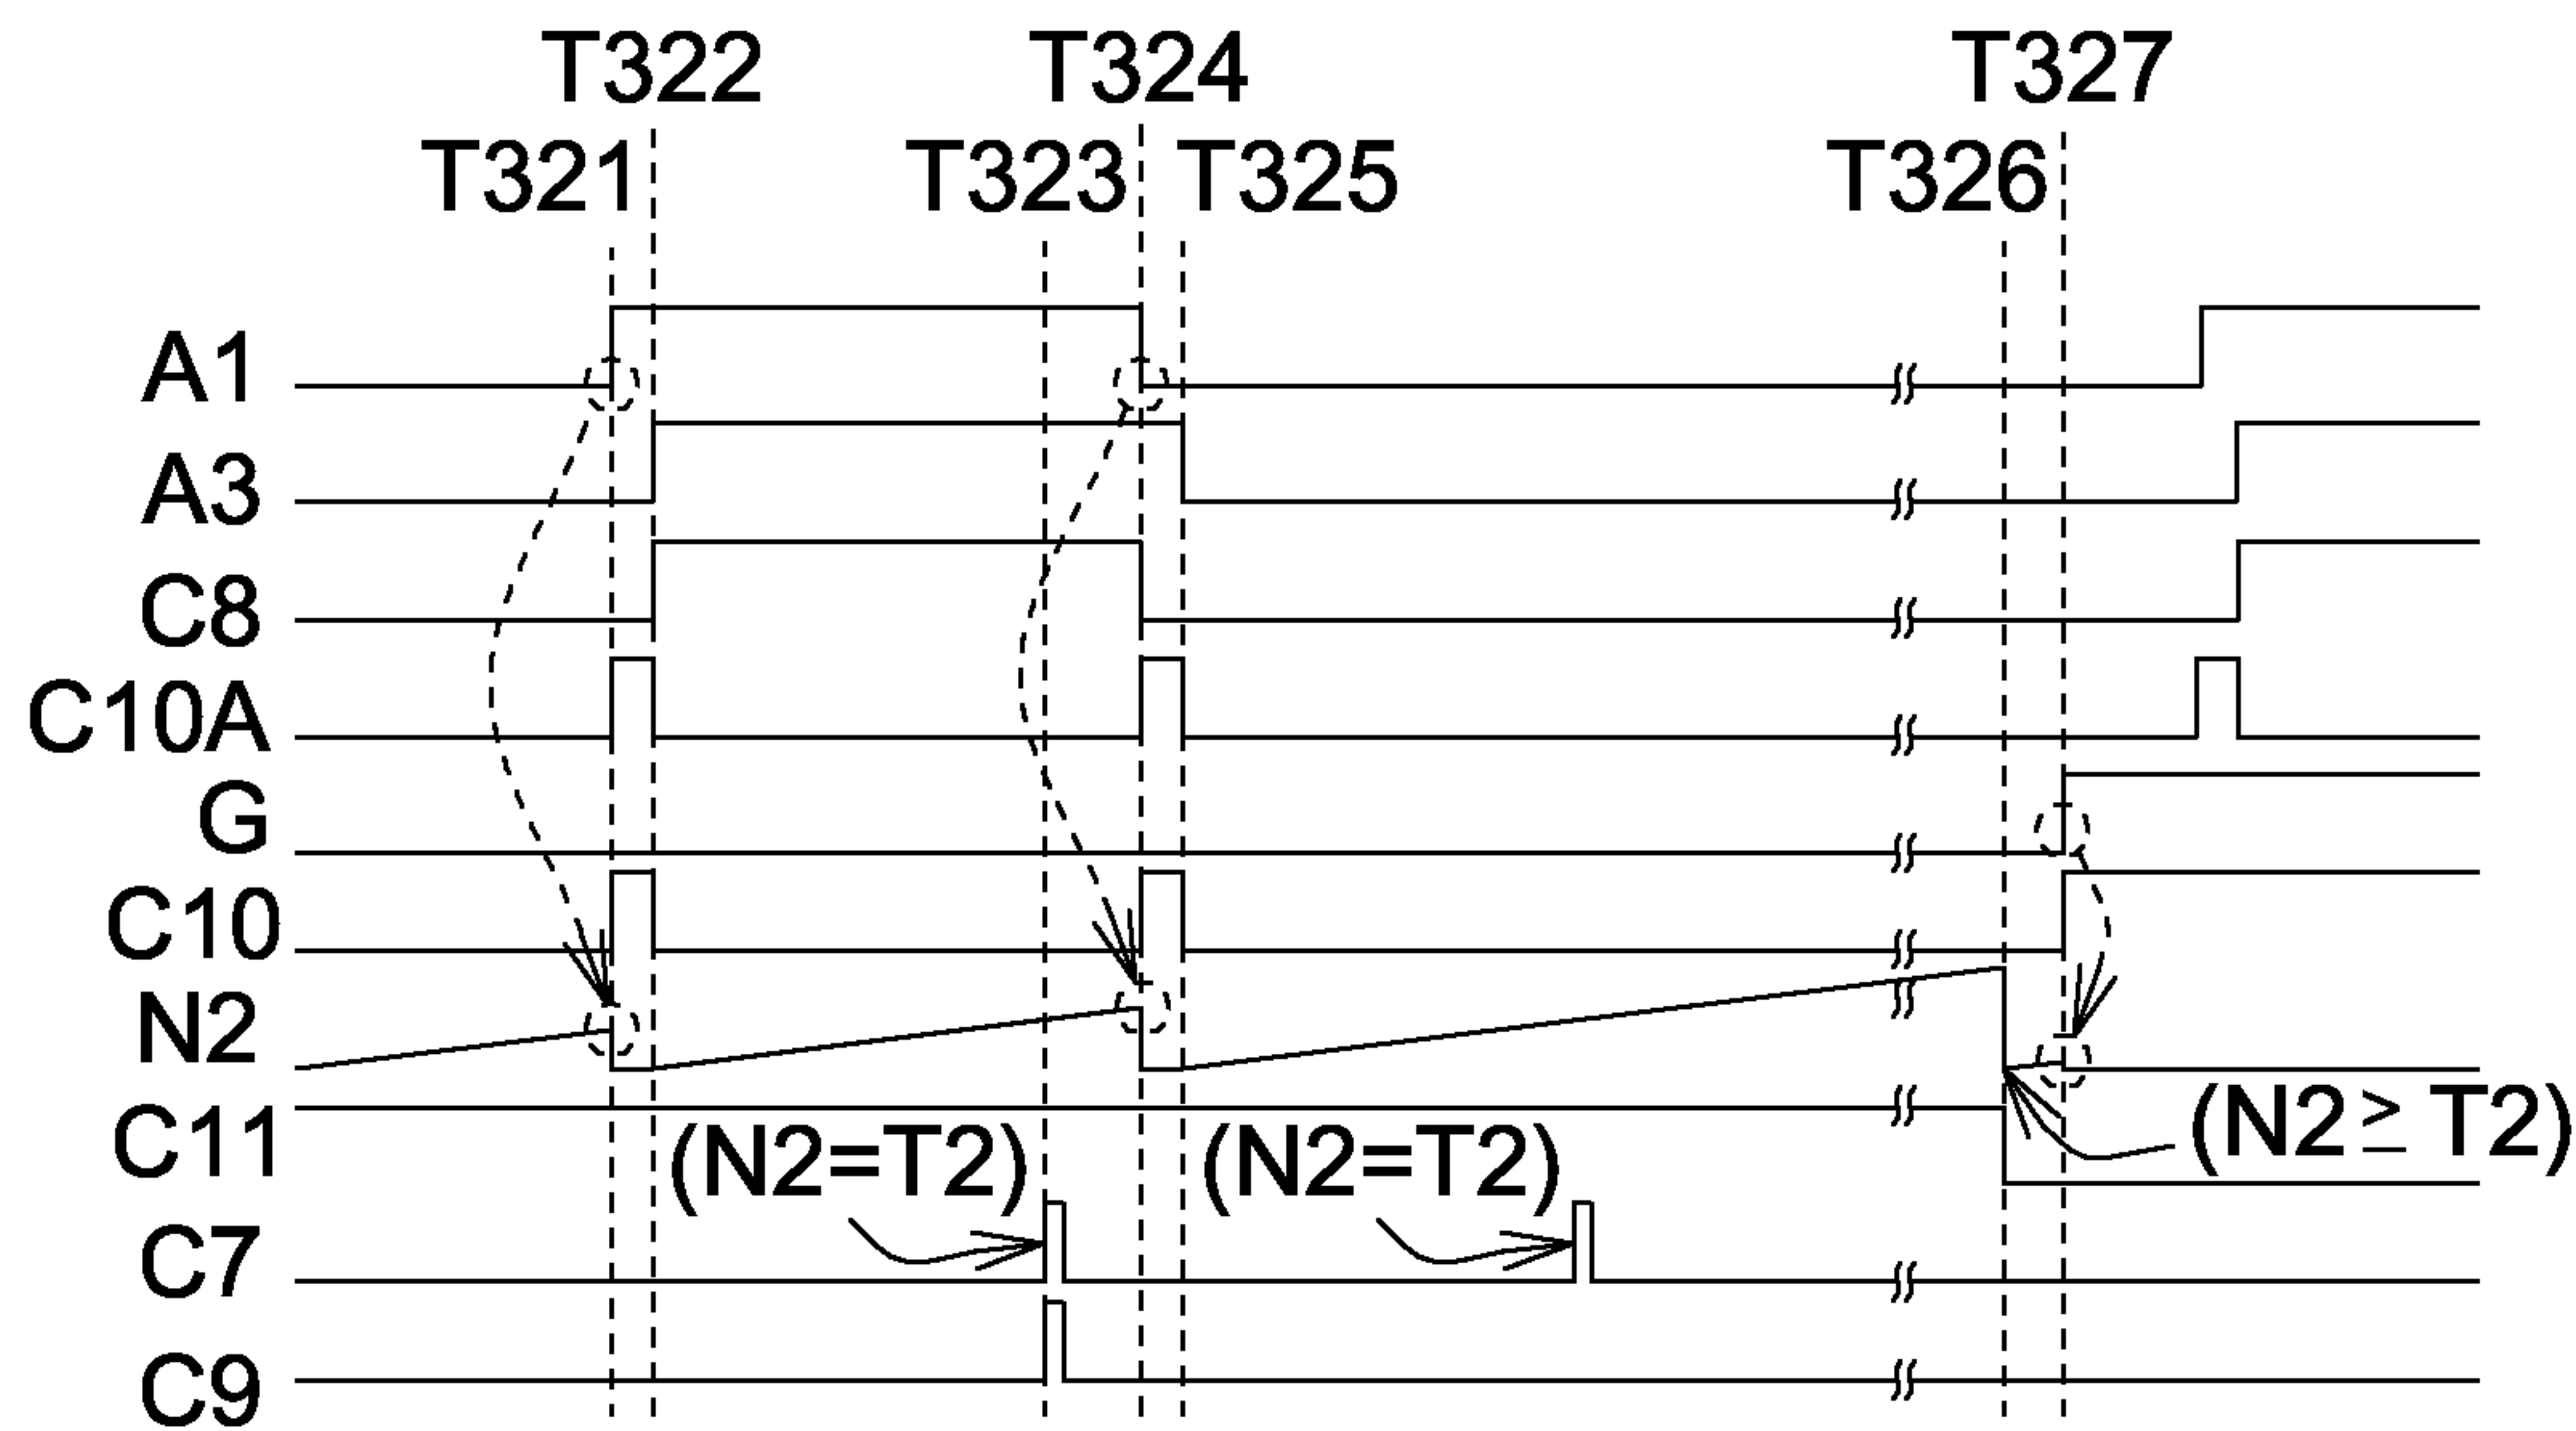 T322 T324 T327
T321 T323 T325 T326
A1
A3
C8
C10A
G
C10
N2
C11
(N2=T2) (N2=T2) (N2≥T2)
C7
C9